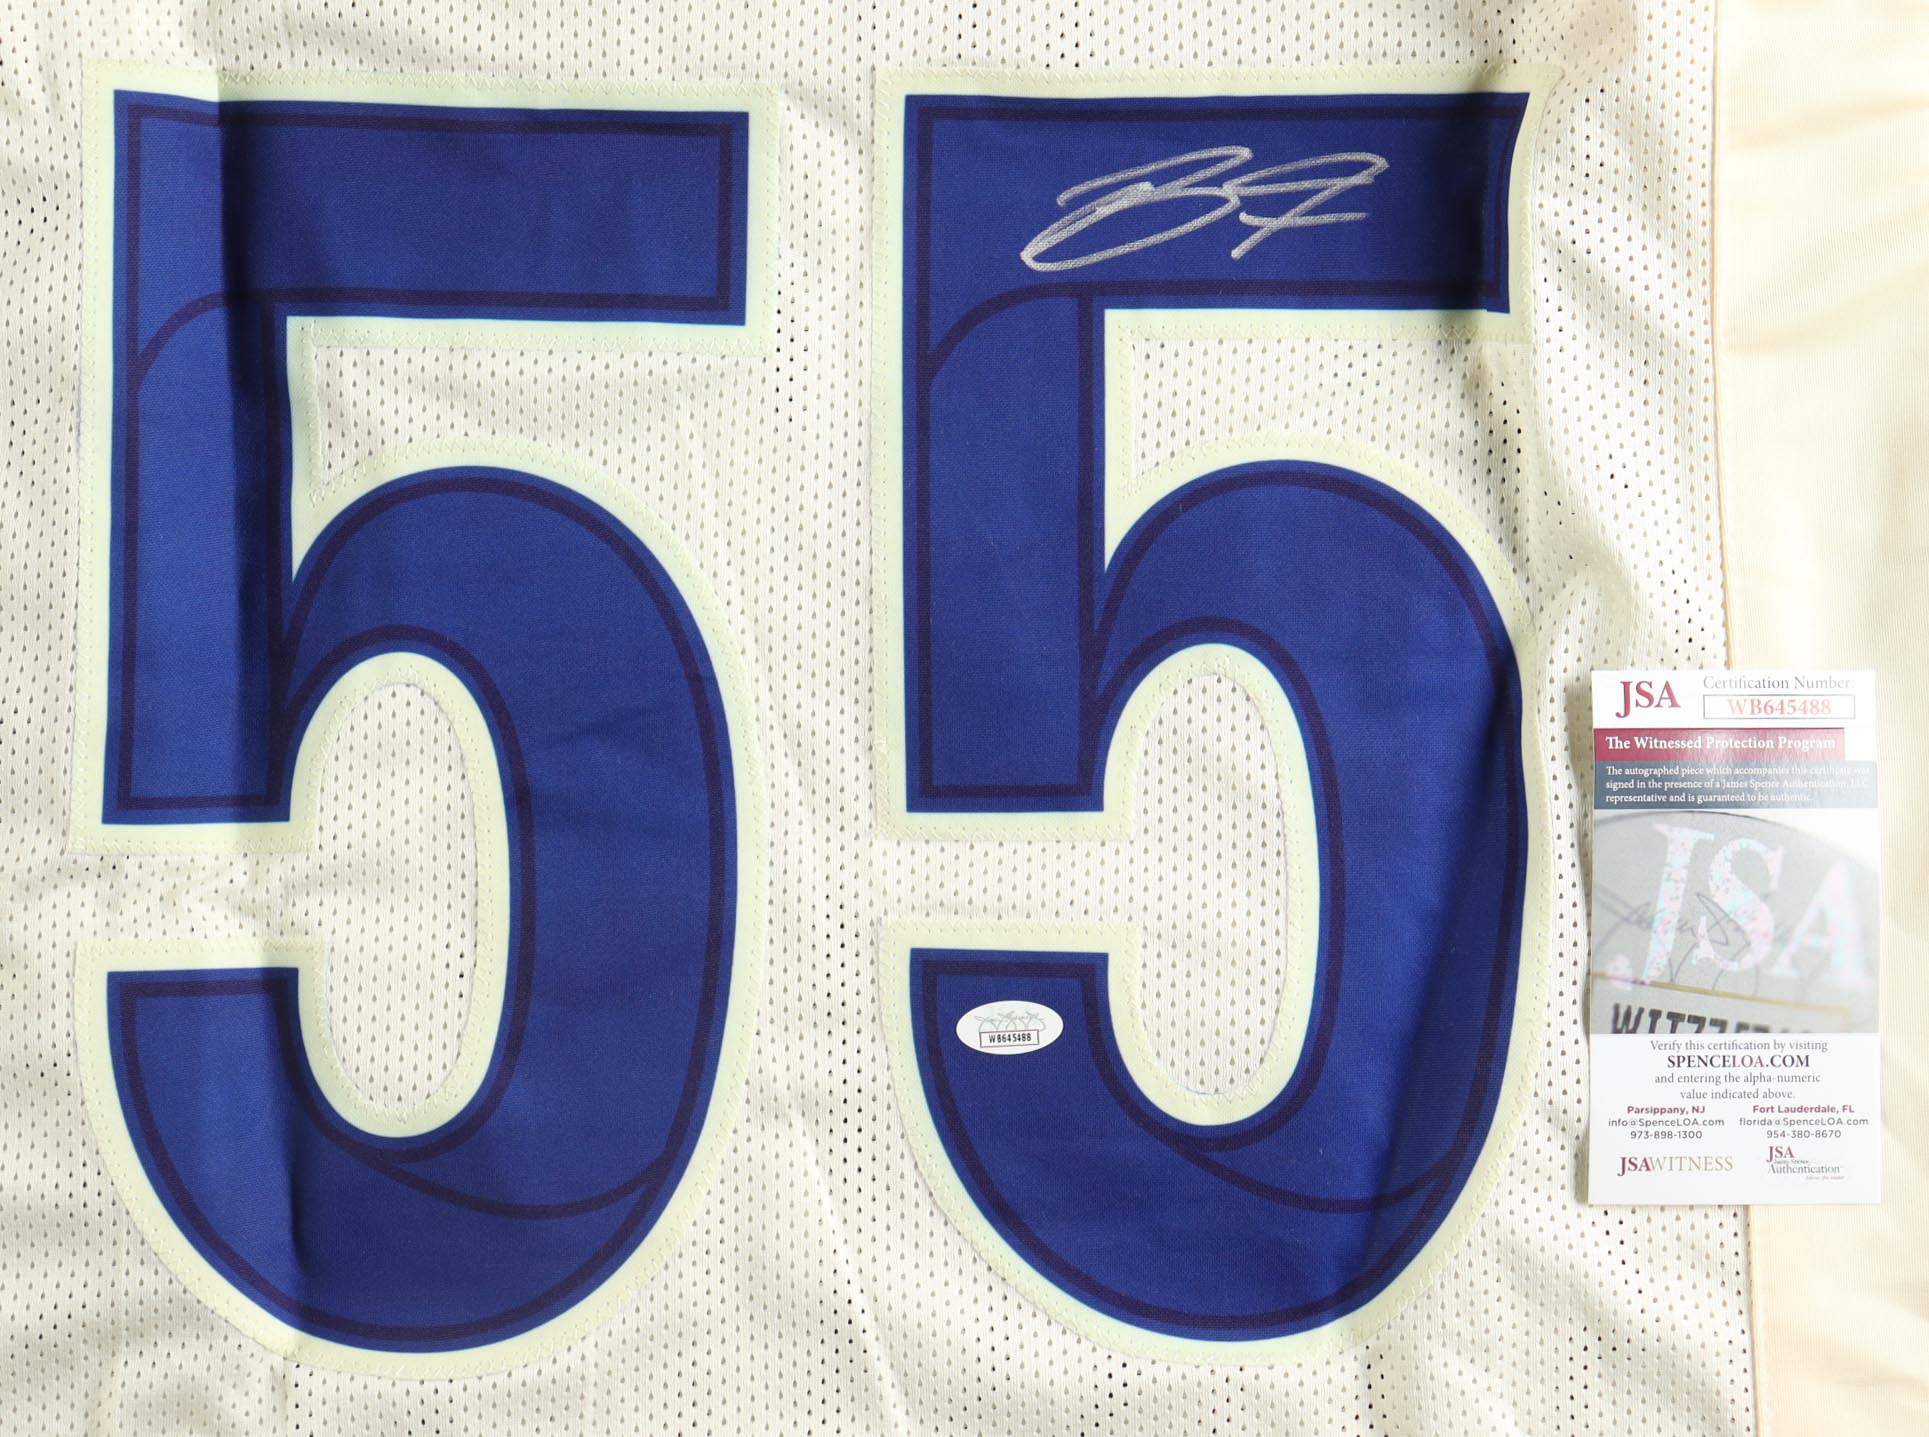 55
WB645488
JSA
Certification Number:
WB645488
The Witnessed Protection Program
The autographed piece which accompanies this certificate was
signed in the presence of a James Spence Authentication, LLC
representative and is guaranteed to be authentic.
JSA
Verify this certification by visiting
SPENCELOA.COM
and entering the alpha-numeric
value indicated above.
Parsippany, NJ
info@SpenceLOA.com
973-898-1300
Fort Lauderdale, FL
florida@SpenceLOA.com
954-380-8670
JSAWITNESS
JSA
James Spence
Authentication